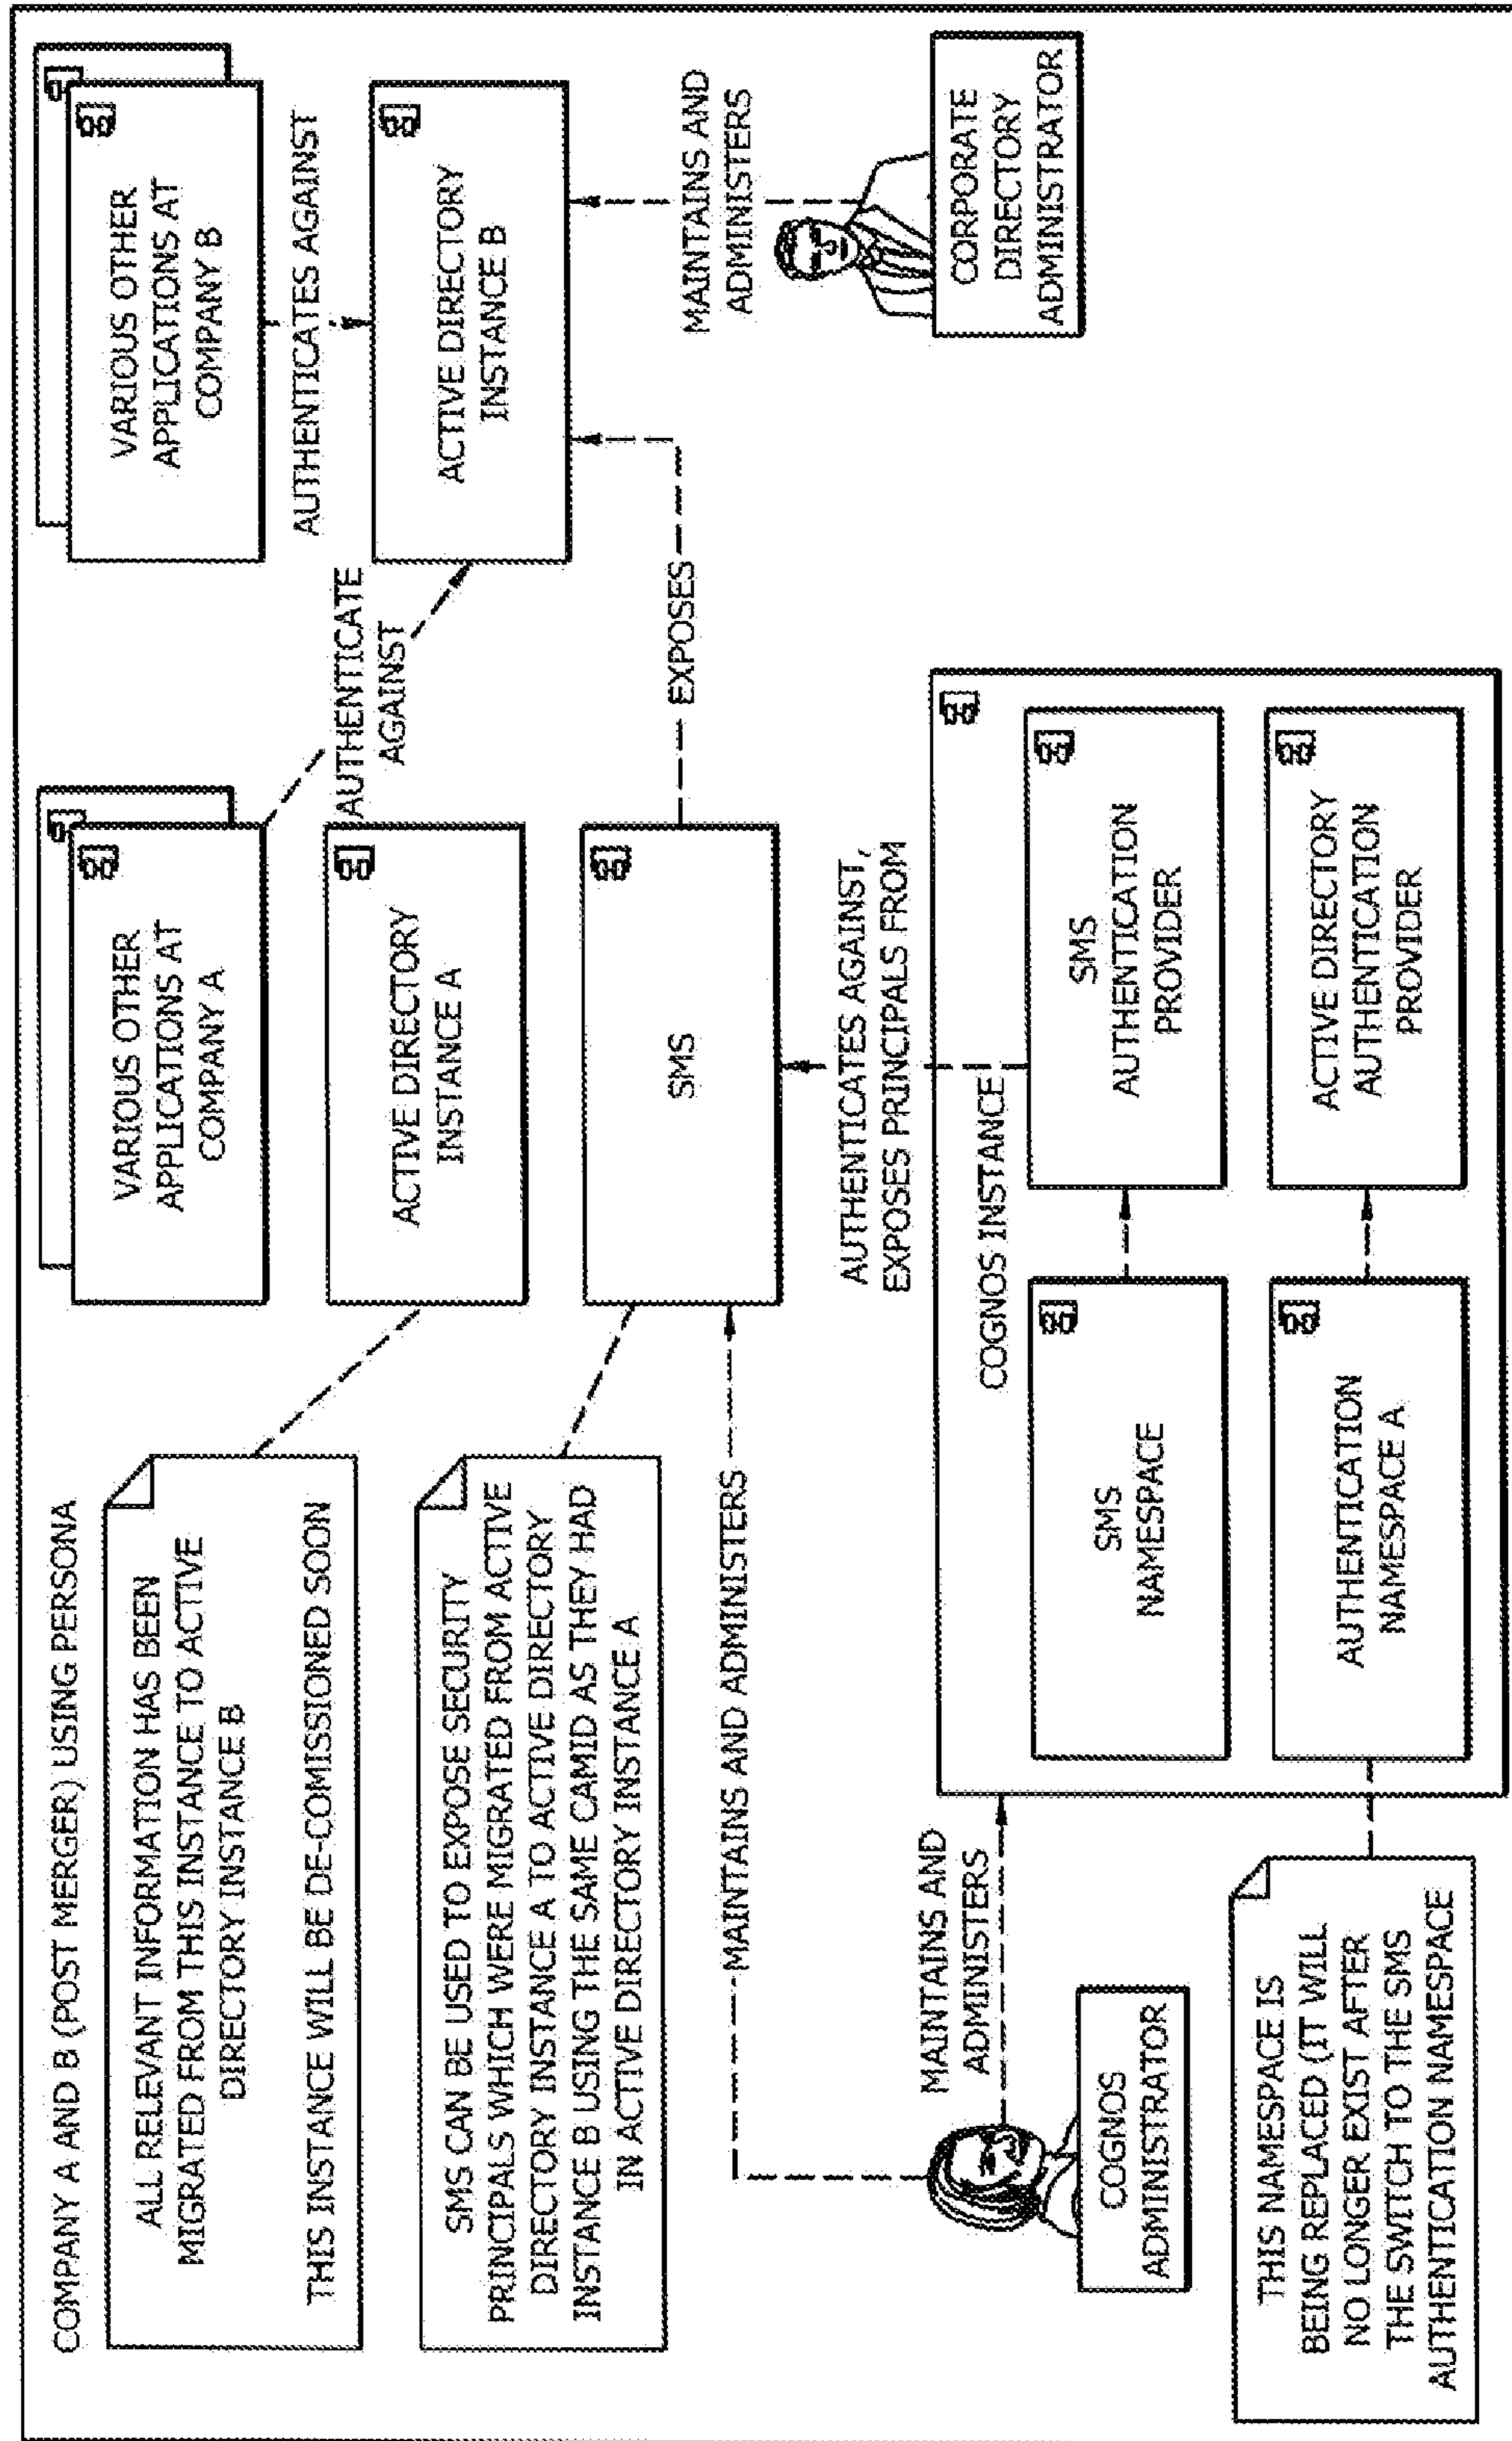 COMPANY A AND B (POST MERGER) USING PERSONA
ALL RELEVANT INFORMATION HAS BEEN
MIGRATED FROM THIS INSTANCE TO ACTIVE
DIRECTORY INSTANCE B
THIS INSTANCE WILL BE DE-COMISSIONED SOON
SMS CAN BE USED TO EXPOSE SECURITY
PRINCIPALS WHICH WERE MIGRATED FROM ACTIVE
DIRECTORY INSTANCE A TO ACTIVE DIRECTORY
INSTANCE B USING THE SAME CAMID AS THEY HAD
IN ACTIVE DIRECTORY INSTANCE A
VARIOUS OTHER
APPLICATIONS AT
COMPANY A
ACTIVE DIRECTORY
INSTANCE A
SMS
AUTHENTICATE
AGAINST
VARIOUS OTHER
APPLICATIONS AT
COMPANY B
AUTHENTICATES AGAINST
ACTIVE DIRECTORY
INSTANCE B
EXPOSES
MAINTAINS AND
ADMINISTERS
CORPORATE
DIRECTORY
ADMINISTRATOR
MAINTAINS AND ADMINISTERS
AUTHENTICATES AGAINST,
EXPOSES PRINCIPALS FROM
MAINTAINS AND
ADMINISTERS
COGNOS
ADMINISTRATOR
COGNOS INSTANCE
SMS
NAMESPACE
SMS
AUTHENTICATION
PROVIDER
AUTHENTICATION
NAMESPACE A
ACTIVE DIRECTORY
AUTHENTICATION
PROVIDER
THIS NAMESPACE IS
BEING REPLACED (IT WILL
NO LONGER EXIST AFTER
THE SWITCH TO THE SMS
AUTHENTICATION NAMESPACE